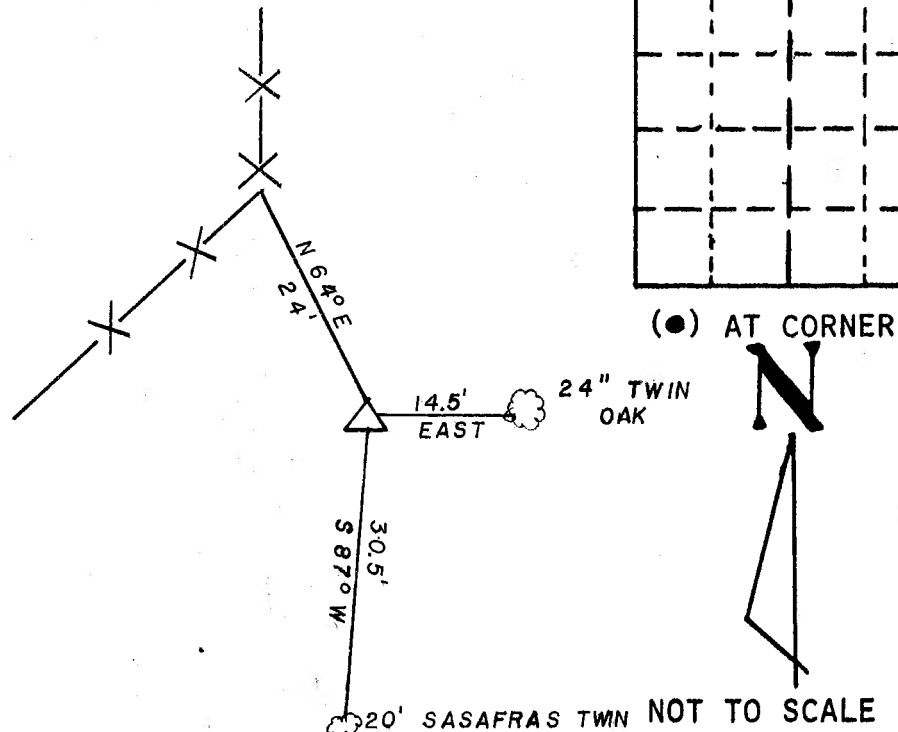 (●) AT CORNER
N
N 64° E
24'
14.5'
EAST
24" TWIN
OAK
30.5'
S 87° W
20' SASAFRAS TWIN
NOT TO SCALE